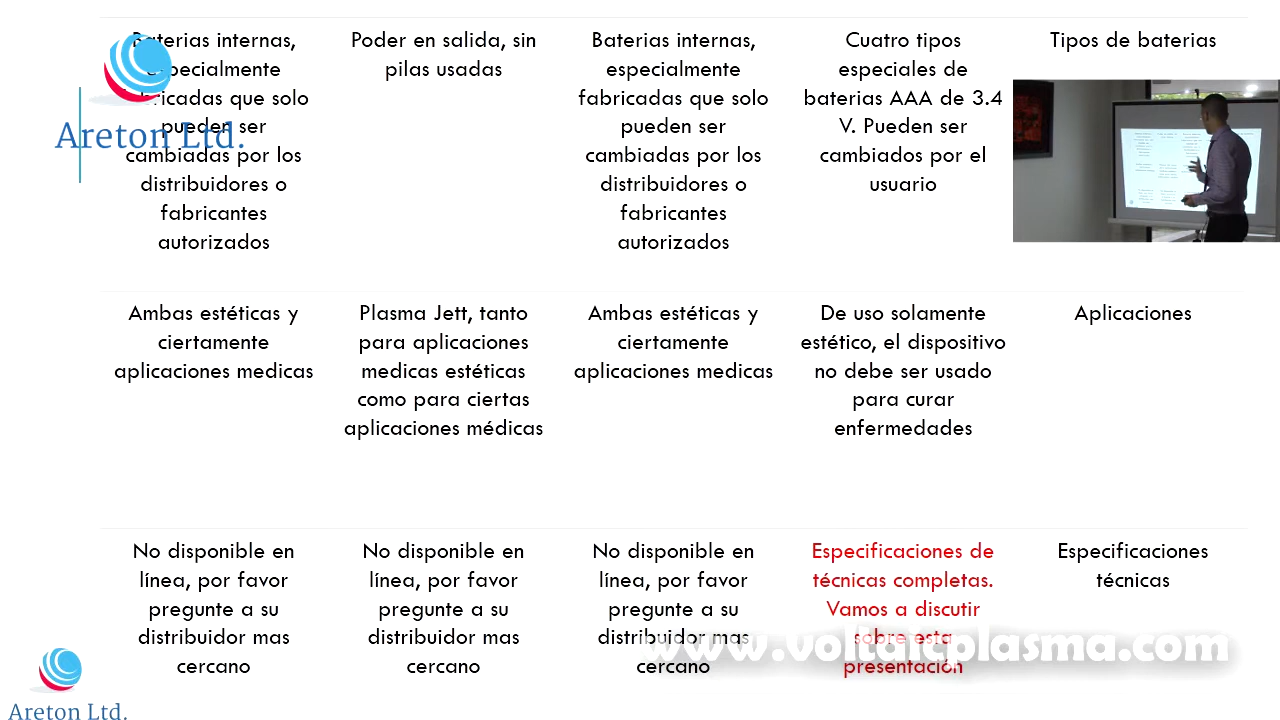 Baterias internas,
especialmente
fabricadas que solo
pueden ser
cambiadas por los
distribuidores o
fabricantes
autorizados
Poder en salida, sin
pilas usadas
Baterias internas,
especialmente
fabricadas que solo
pueden ser
cambiadas por los
distribuidores o
fabricantes
autorizados
Cuatro tipos
especiales de
baterias AAA de 3.4
V. Pueden ser
cambiados por el
usuario
Tipos de baterias
Areton Ltd.
Ambas estéticas y
ciertamente
aplicaciones medicas
Plasma Jett, tanto
para aplicaciones
medicas estéticas
como para ciertas
aplicaciones médicas
Ambas estéticas y
ciertamente
aplicaciones medicas
De uso solamente
estético, el dispositivo
no debe ser usado
para curar
enfermedades
Aplicaciones
No disponible en
línea, por favor
pregunte a su
distribuidor mas
cercano
No disponible en
línea, por favor
pregunte a su
distribuidor mas
cercano
No disponible en
línea, por favor
pregunte a su
distribuidor mas
cercano
Especificaciones de
técnicas completas.
Vamos a discutir
sobre esta
presentación
Especificaciones
técnicas
www.voltaicplasma.com
Areton Ltd.